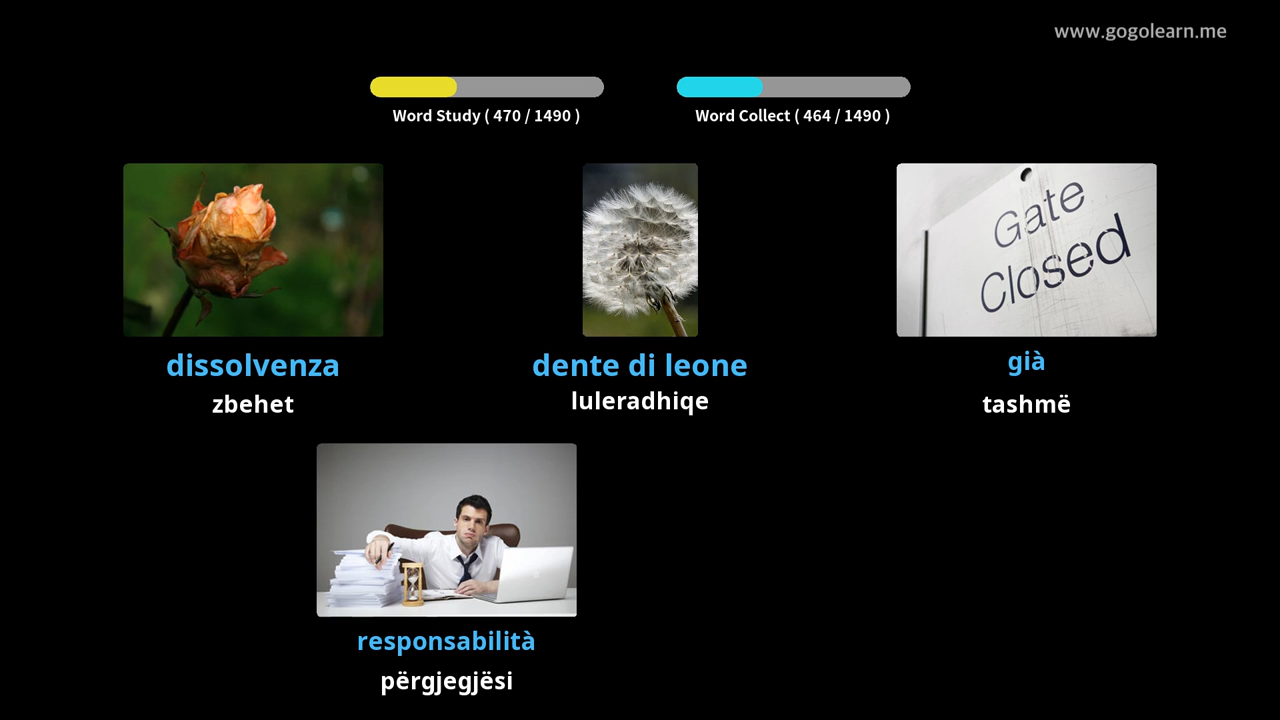 www.gogolearn.me
Word Study ( 470 / 1490 )
Word Collect ( 464 / 1490 )
Gate
Closed
dissolvenza
zbehet
dente di leone
luleradhiqe
già
tashmë
responsabilità
përgjegjësi